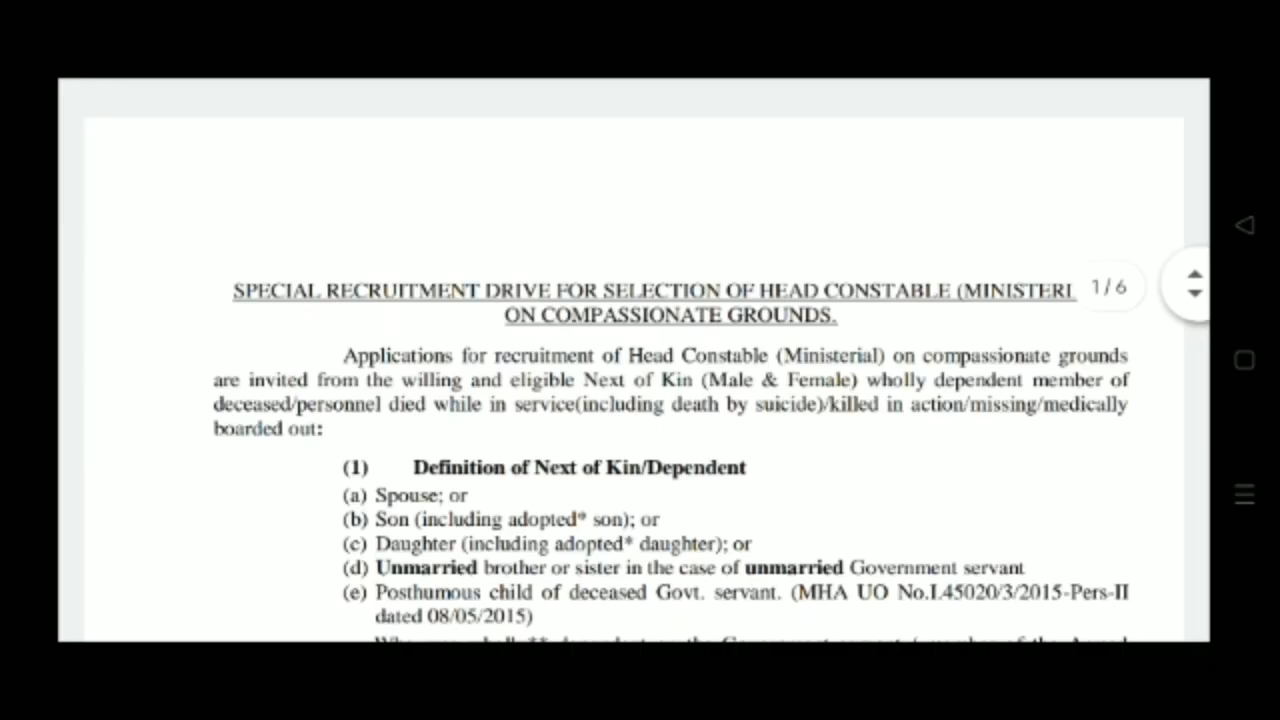 SPECIAL RECRUITMENT DRIVE FOR SELECTION OF HEAD CONSTABLE (MINISTERI
1/6
ON COMPASSIONATE GROUNDS.
Applications for recruitment of Head Constable (Ministerial) on compassionate grounds
are invited from the willing and eligible Next of Kin (Male & Female) wholly dependent member of
deceased/personnel died while in service(including death by suicide)/killed in action/missing/medically
boarded out:
(1) Definition of Next of Kin/Dependent
(a) Spouse; or
(b) Son (including adopted* son); or
(c) Daughter (including adopted* daughter); or
(d) Unmarried brother or sister in the case of unmarried Government servant
(e) Posthumous child of deceased Govt. servant. (MHA UO No.I.45020/3/2015-Pers-II
dated 08/05/2015)